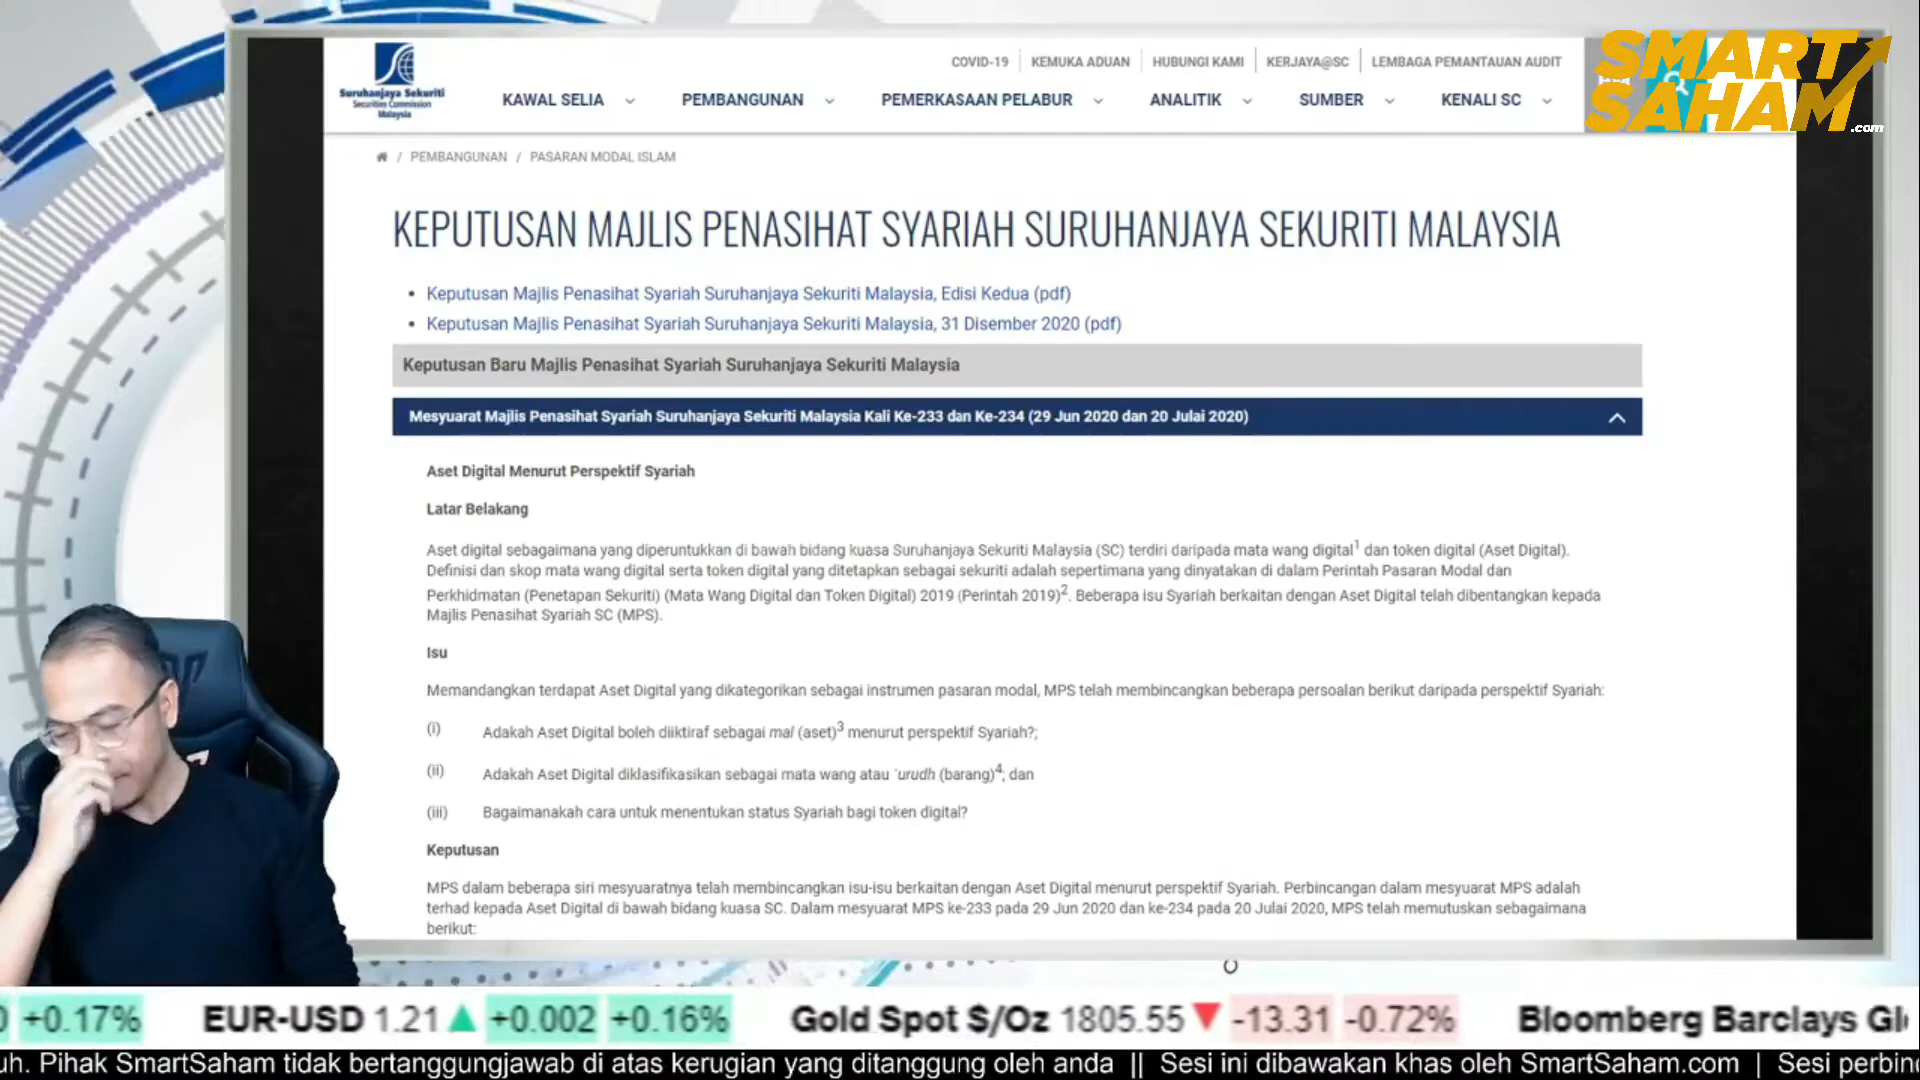 SMART
SAHAM
.com
Suruhanjaya Sekuriti
Securities Commission
Malaysia
COVID-19 KEMUKA ADUAN HUBUNGI KAMI KERJAYA@SC LEMBAGA PEMANTAUAN AUDIT
KAWAL SELIA PEMBANGUNAN PEMERKASAAN PELABUR ANALITIK SUMBER KENALI SC
/ PEMBANGUNAN / PASARAN MODAL ISLAM
KEPUTUSAN MAJLIS PENASIHAT SYARIAH SURUHANJAYA SEKURITI MALAYSIA
• Keputusan Majlis Penasihat Syariah Suruhanjaya Sekuriti Malaysia, Edisi Kedua (pdf)
• Keputusan Majlis Penasihat Syariah Suruhanjaya Sekuriti Malaysia, 31 Disember 2020 (pdf)
Keputusan Baru Majlis Penasihat Syariah Suruhanjaya Sekuriti Malaysia
Mesyuarat Majlis Penasihat Syariah Suruhanjaya Sekuriti Malaysia Kali Ke-233 dan Ke-234 (29 Jun 2020 dan 20 Julai 2020)
Aset Digital Menurut Perspektif Syariah
Latar Belakang
Aset digital sebagaimana yang diperuntukkan di bawah bidang kuasa Suruhanjaya Sekuriti Malaysia (SC) terdiri daripada mata wang digital1 dan token digital (Aset Digital).
Definisi dan skop mata wang digital serta token digital yang ditetapkan sebagai sekuriti adalah sepertimana yang dinyatakan di dalam Perintah Pasaran Modal dan
Perkhidmatan (Penetapan Sekuriti) (Mata Wang Digital dan Token Digital) 2019 (Perintah 2019)2. Beberapa isu Syariah berkaitan dengan Aset Digital telah dibentangkan kepada
Majlis Penasihat Syariah SC (MPS).
Isu
Memandangkan terdapat Aset Digital yang dikategorikan sebagai instrumen pasaran modal, MPS telah membincangkan beberapa persoalan berikut daripada perspektif Syariah:
(i) Adakah Aset Digital boleh diiktiraf sebagai mal (aset)3 menurut perspektif Syariah?;
(ii) Adakah Aset Digital diklasifikasikan sebagai mata wang atau `urudh (barang)4; dan
(iii) Bagaimanakah cara untuk menentukan status Syariah bagi token digital?
Keputusan
MPS dalam beberapa siri mesyuaratnya telah membincangkan isu-isu berkaitan dengan Aset Digital menurut perspektif Syariah. Perbincangan dalam mesyuarat MPS adalah
terhad kepada Aset Digital di bawah bidang kuasa SC. Dalam mesyuarat MPS ke-233 pada 29 Jun 2020 dan ke-234 pada 20 Julai 2020, MPS telah memutuskan sebagaimana
berikut:
+0.17% EUR-USD 1.21 ▲ +0.002 +0.16% Gold Spot $/Oz 1805.55 ▼ -13.31 -0.72% Bloomberg Barclays Gl
uh. Pihak SmartSaham tidak bertanggungjawab di atas kerugian yang ditanggung oleh anda || Sesi ini dibawakan khas oleh SmartSaham.com | Sesi perbin